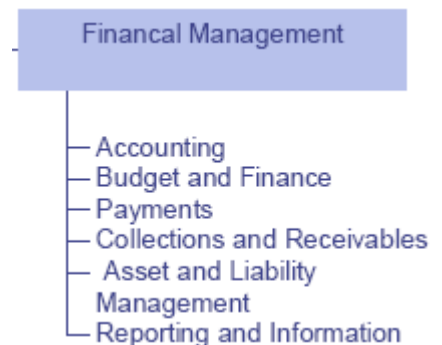 Financal Management
Accounting
Budget and Finance
Payments
Collections and Receivables
Asset and Liability
Management
Reporting and Information